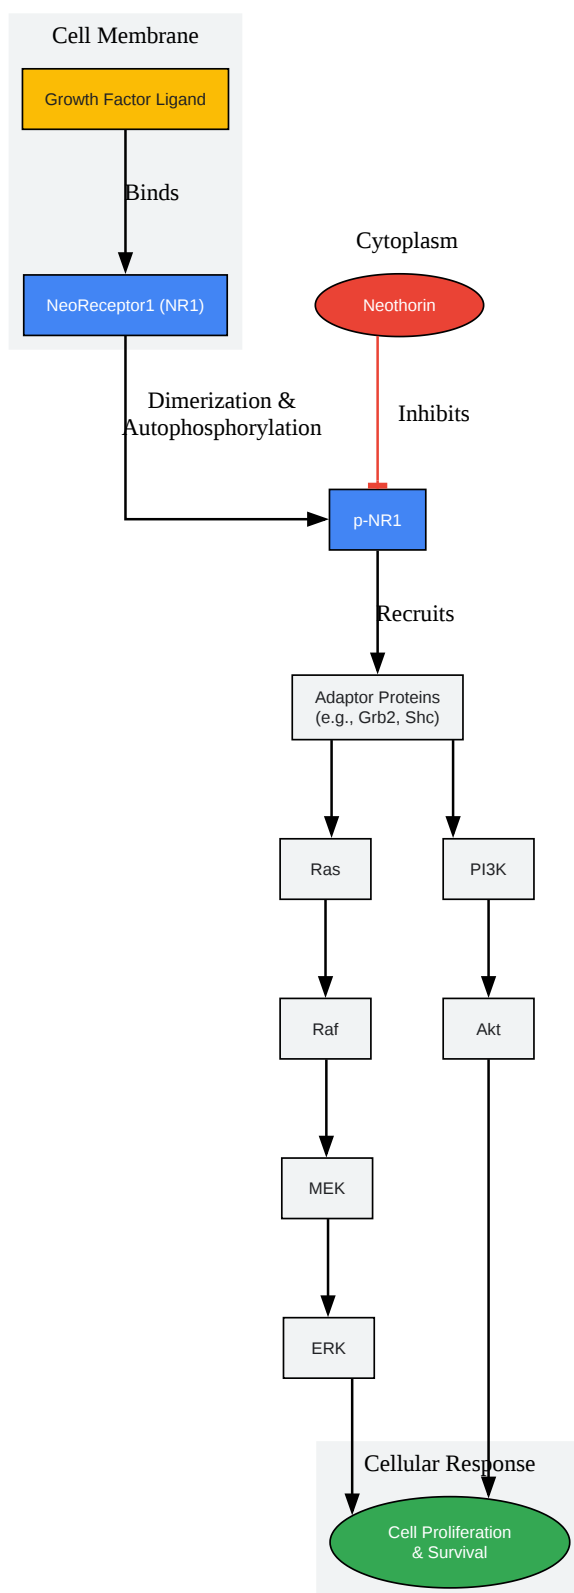 Cell Membrane
Growth Factor Ligand
Binds
NeoReceptor1 (NR1)
Cytoplasm
Neothorin
Dimerization &
Autophosphorylation
Inhibits
p-NR1
Recruits
Adaptor Proteins
(e.g., Grb2, Shc)
Ras
PI3K
Raf
Akt
MEK
ERK
Cellular Response
Cell Proliferation
& Survival